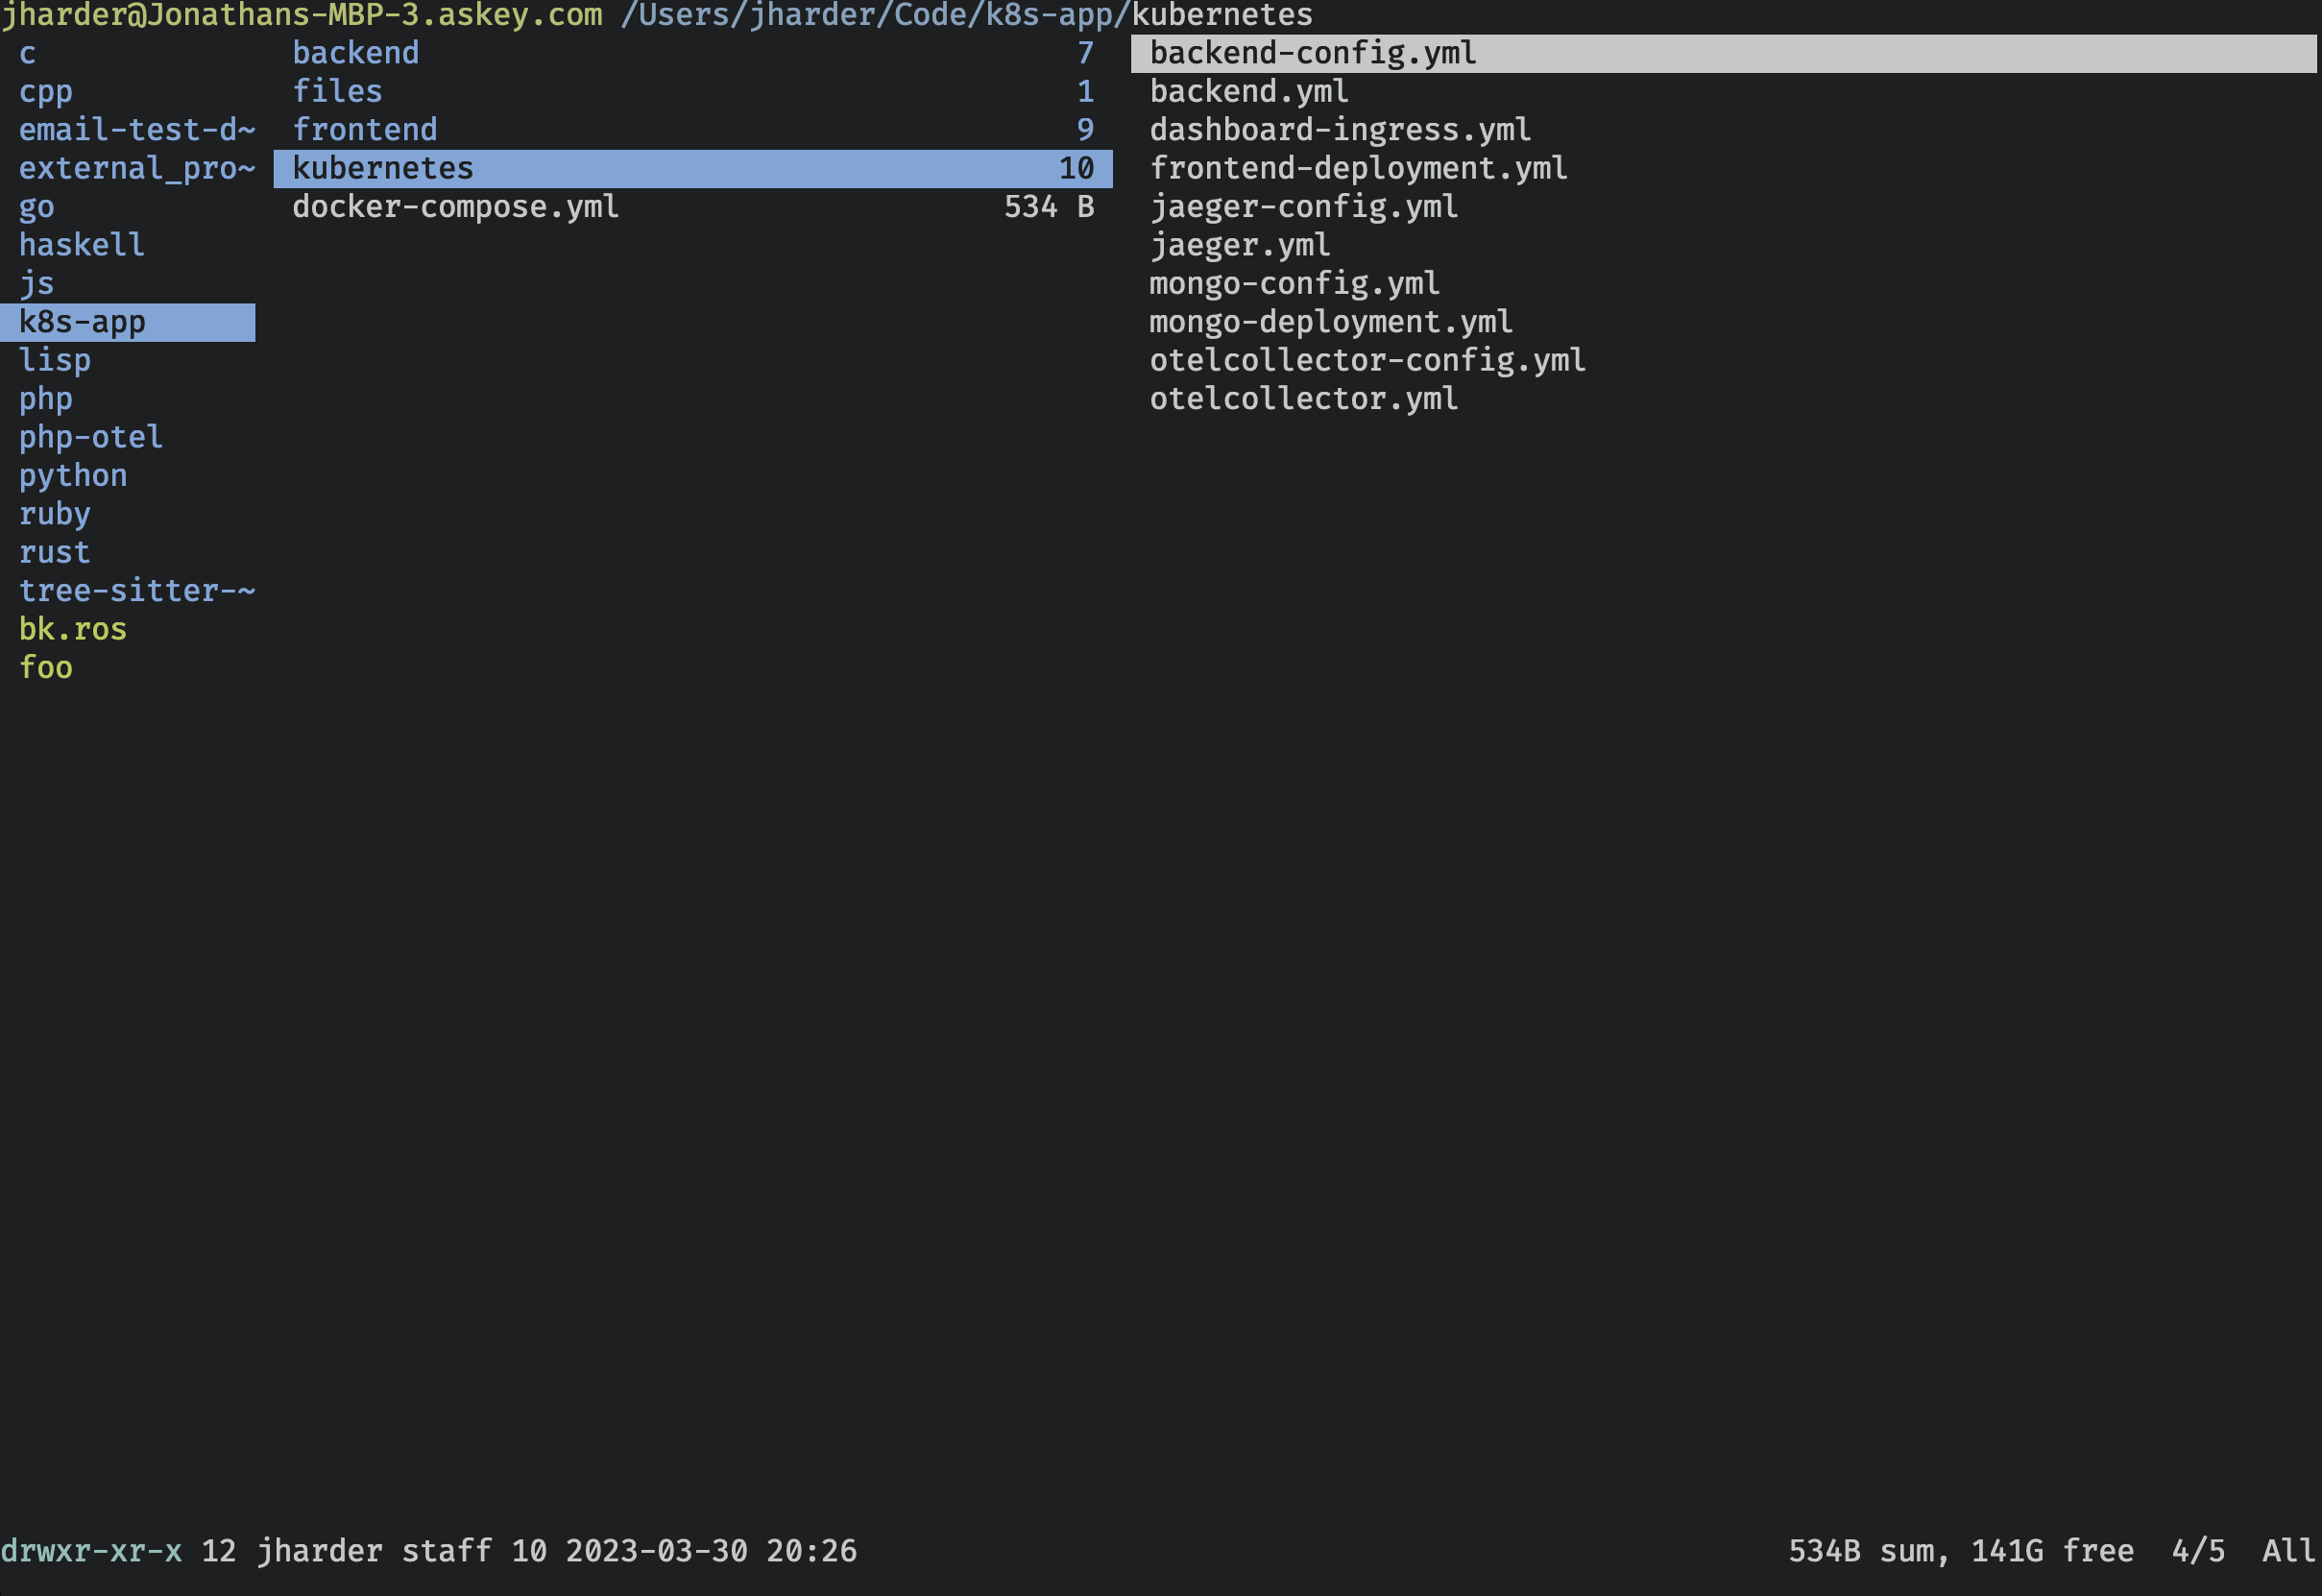 jharder@Jonathans-MBP-3.askey.com /Users/jharder/Code/k8s-app/kubernetes
c backend 7 backend-config.yml
cpp files 1 backend.yml
email-test-d~ frontend 9 dashboard-ingress.yml
external_pro~ kubernetes 10 frontend-deployment.yml
go docker-compose.yml 534 B jaeger-config.yml
haskell jaeger.yml
js mongo-config.yml
k8s-app mongo-deployment.yml
lisp otelcollector-config.yml
php otelcollector.yml
php-otel
python
ruby
rust
tree-sitter-~
bk.ros
foo
drwxr-xr-x 12 jharder staff 10 2023-03-30 20:26 534B sum, 141G free 4/5 All